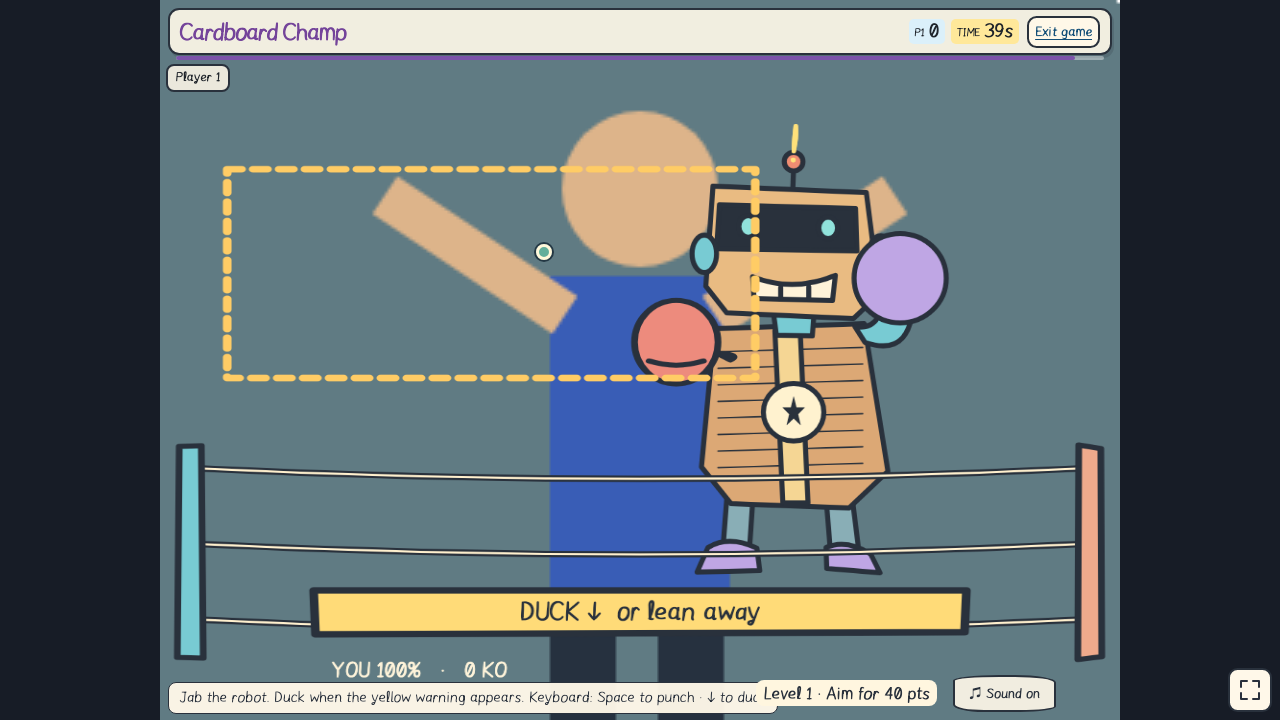 Cardboard Champ
P1 0
TIME 39s
Exit game
Player 1
DUCK ↓ or lean away
YOU 100% · 0 KO
Jab the robot. Duck when the yellow warning appears. Keyboard: Space to punch · ↓ to
Level 1 · Aim for 40 pts
♫ Sound on